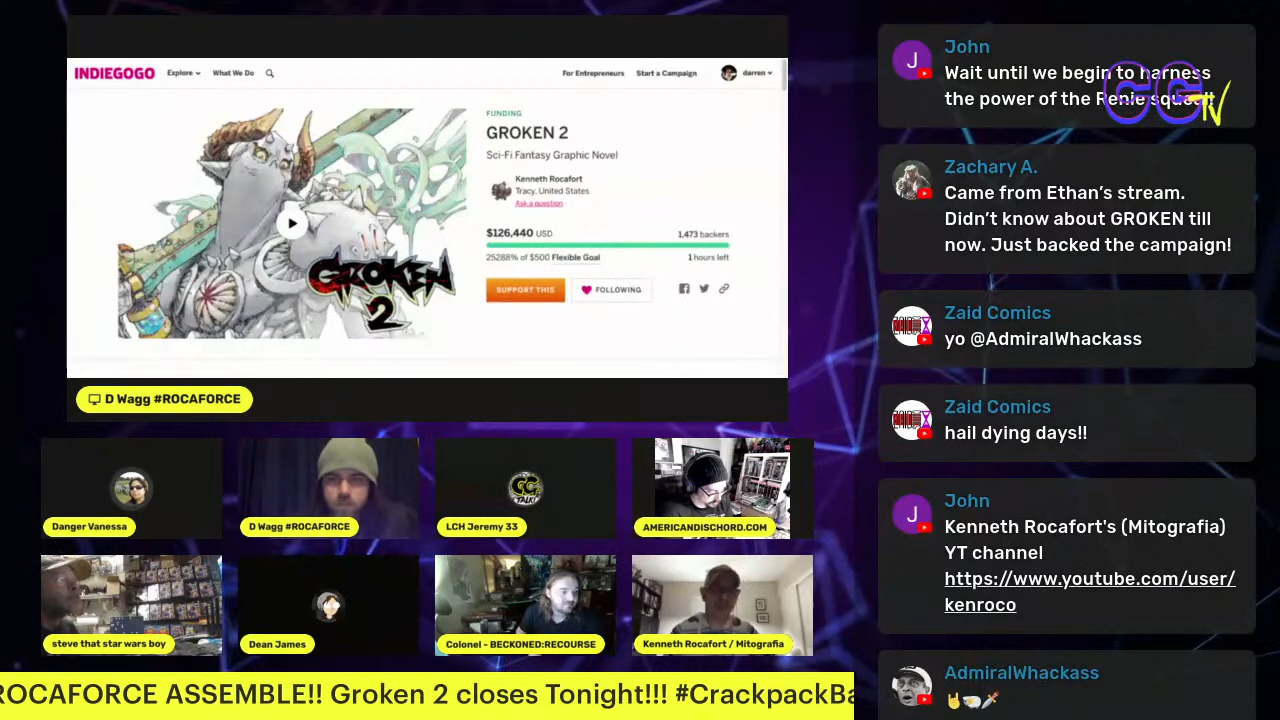 INDIEGOGO Explore What We Do For Entrepreneurs Start a Campaign darren
FUNDING
GROKEN 2
Sci-Fi Fantasy Graphic Novel
Kenneth Rocafort
Tracy, United States
Ask a question
$126,440 USD 1,473 backers
25288% of $500 Flexible Goal 1 hours left
SUPPORT THIS FOLLOWING
GROKEN
2
D Wagg #ROCAFORCE
Danger Vanessa
D Wagg #ROCAFORCE
GC
TALK!
LCH Jeremy 33
AMERICANDISCHORD.COM
steve that star wars boy
Dean James
Colonel - BECKONED:RECOURSE
Kenneth Rocafort / Mitografia
ROCAFORCE ASSEMBLE!! Groken 2 closes Tonight!!! #CrackpackBa
J
John
Wait until we begin to harness
the power of the Renie squad!!
CGTV
Zachary A.
Came from Ethan’s stream.
Didn’t know about GROKEN till
now. Just backed the campaign!
Zaid Comics
yo @AdmiralWhackass
Zaid Comics
hail dying days!!
J
John
Kenneth Rocafort's (Mitografia)
YT channel
https://www.youtube.com/user/
kenroco
AdmiralWhackass